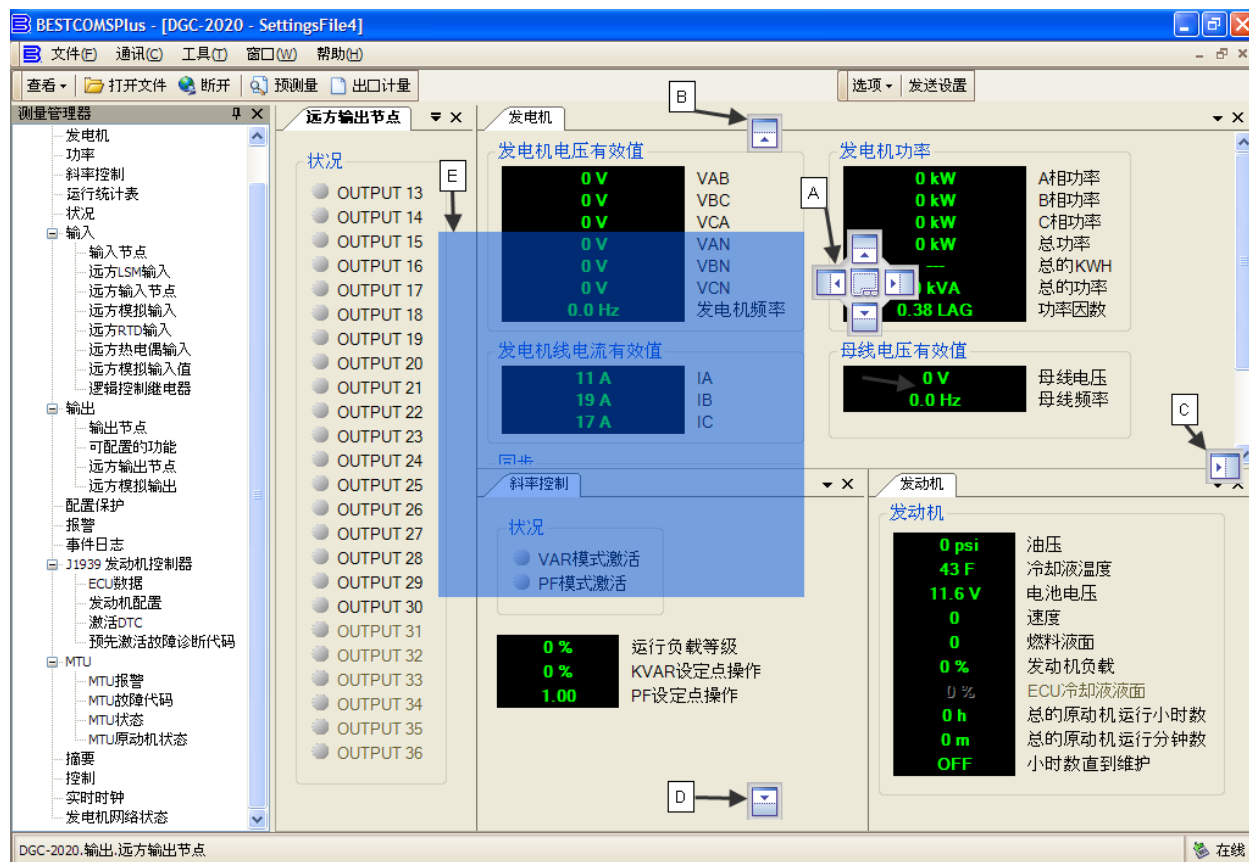 BESTCOMSPlus - [DGC-2020 - SettingsFile4]
文件(F) 通讯(C) 工具(T) 窗口(W) 帮助(H)
查看 打开文件 断开 预测量 出口计量 选项 发送设置
测量管理器
发电机
功率
斜率控制
运行统计表
状况
输入
输入节点
远方LSM输入
远方输入节点
远方模拟输入
远方RTD输入
远方热电偶输入
远方模拟输入值
逻辑控制继电器
输出
输出节点
可配置的功能
远方输出节点
远方模拟输出
配置保护
报警
事件日志
J1939 发动机控制器
ECU数据
发动机配置
激活DTC
预先激活故障诊断代码
MTU
MTU报警
MTU故障代码
MTU状态
MTU原动机状态
摘要
控制
实时时钟
发电机网络状态
远方输出节点
状况
OUTPUT 13
OUTPUT 14
OUTPUT 15
OUTPUT 16
OUTPUT 17
OUTPUT 18
OUTPUT 19
OUTPUT 20
OUTPUT 21
OUTPUT 22
OUTPUT 23
OUTPUT 24
OUTPUT 25
OUTPUT 26
OUTPUT 27
OUTPUT 28
OUTPUT 29
OUTPUT 30
OUTPUT 31
OUTPUT 32
OUTPUT 33
OUTPUT 34
OUTPUT 35
OUTPUT 36
E
B
发电机
发电机电压有效值
0 V VAB
0 V VBC
0 V VCA
0 V VAN
0 V VBN
0 V VCN
0.0 Hz 发电机频率
发电机线电流有效值
11 A IA
19 A IB
17 A IC
同步
A
发电机功率
0 kW A相功率
0 kW B相功率
0 kW C相功率
0 kW 总功率
--- 总的KWH
0 kVA 总的功率
0.38 LAG 功率因数
母线电压有效值
0 V 母线电压
0.0 Hz 母线频率
C
斜率控制
状况
VAR模式激活
PF模式激活
0 % 运行负载等级
0 % KVAR设定点操作
1.00 PF设定点操作
D
发动机
发动机
0 psi 油压
43 F 冷却液温度
11.6 V 电池电压
0 速度
0 燃料液面
0 % 发动机负载
0 % ECU冷却液液面
0 h 总的原动机运行小时数
0 m 总的原动机运行分钟数
OFF 小时数直到维护
DGC-2020.输出.远方输出节点 在线